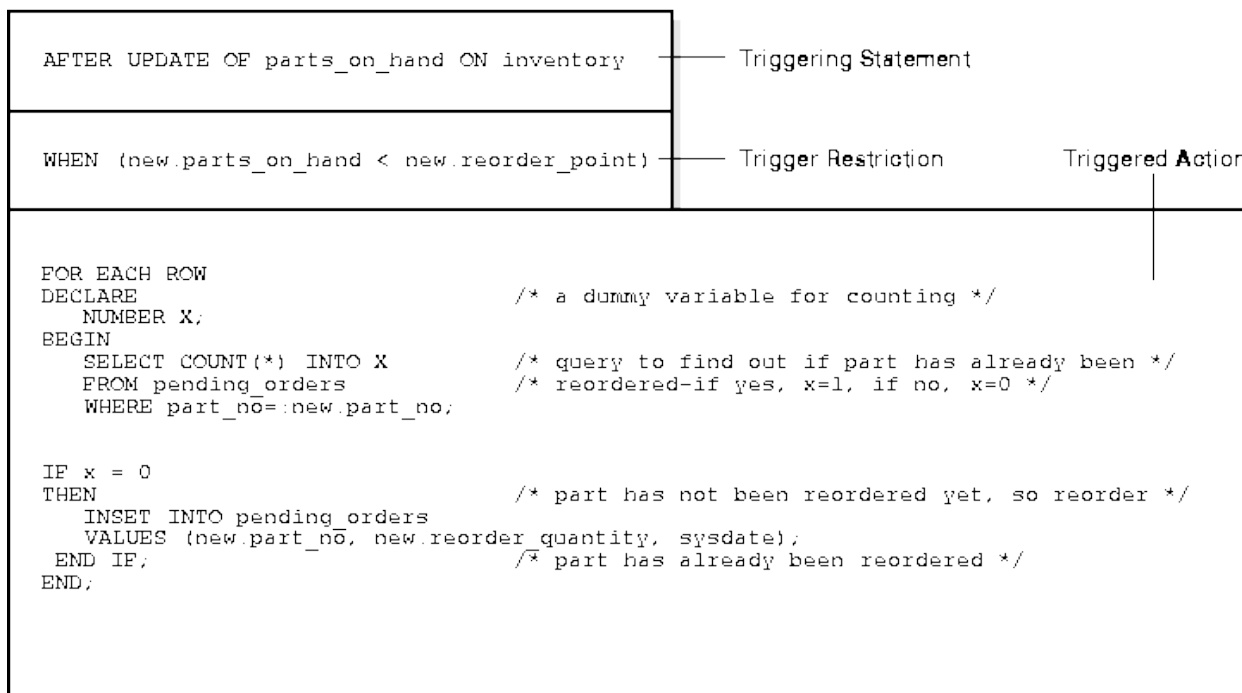 AFTER UPDATE OF parts_on_hand ON inventory
Triggering Statement
WHEN (new.parts_on_hand < new.reorder_point)
Trigger Restriction
Triggered Action
FOR EACH ROW
DECLARE /* a dummy variable for counting */
NUMBER X;
BEGIN
SELECT COUNT(*) INTO X /* query to find out if part has already been */
FROM pending_orders /* reordered-if yes, x=1, if no, x=0 */
WHERE part_no=:new.part_no;
IF x = 0
THEN /* part has not been reordered yet, so reorder */
INSET INTO pending_orders
VALUES (new.part_no, new.reorder_quantity, sysdate);
END IF; /* part has already been reordered */
END;